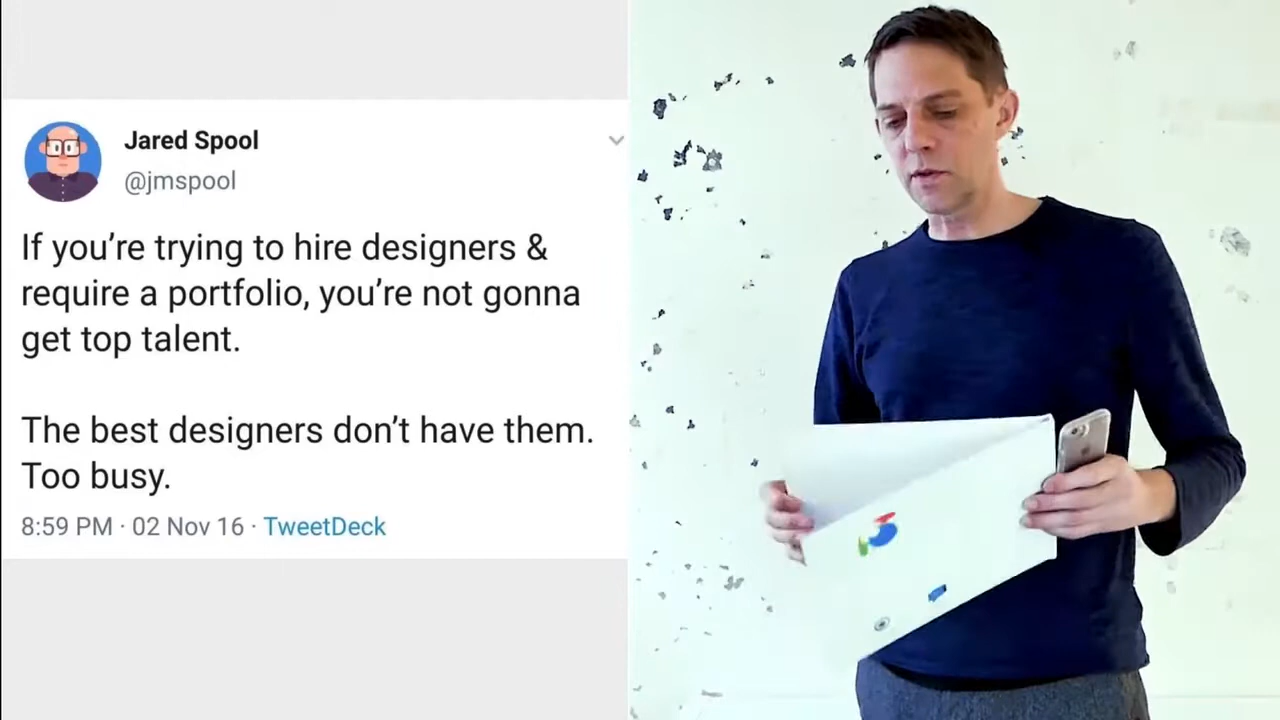 Jared Spool
@jmspool
If you’re trying to hire designers &
require a portfolio, you’re not gonna
get top talent.
The best designers don’t have them.
Too busy.
8:59 PM · 02 Nov 16 · TweetDeck